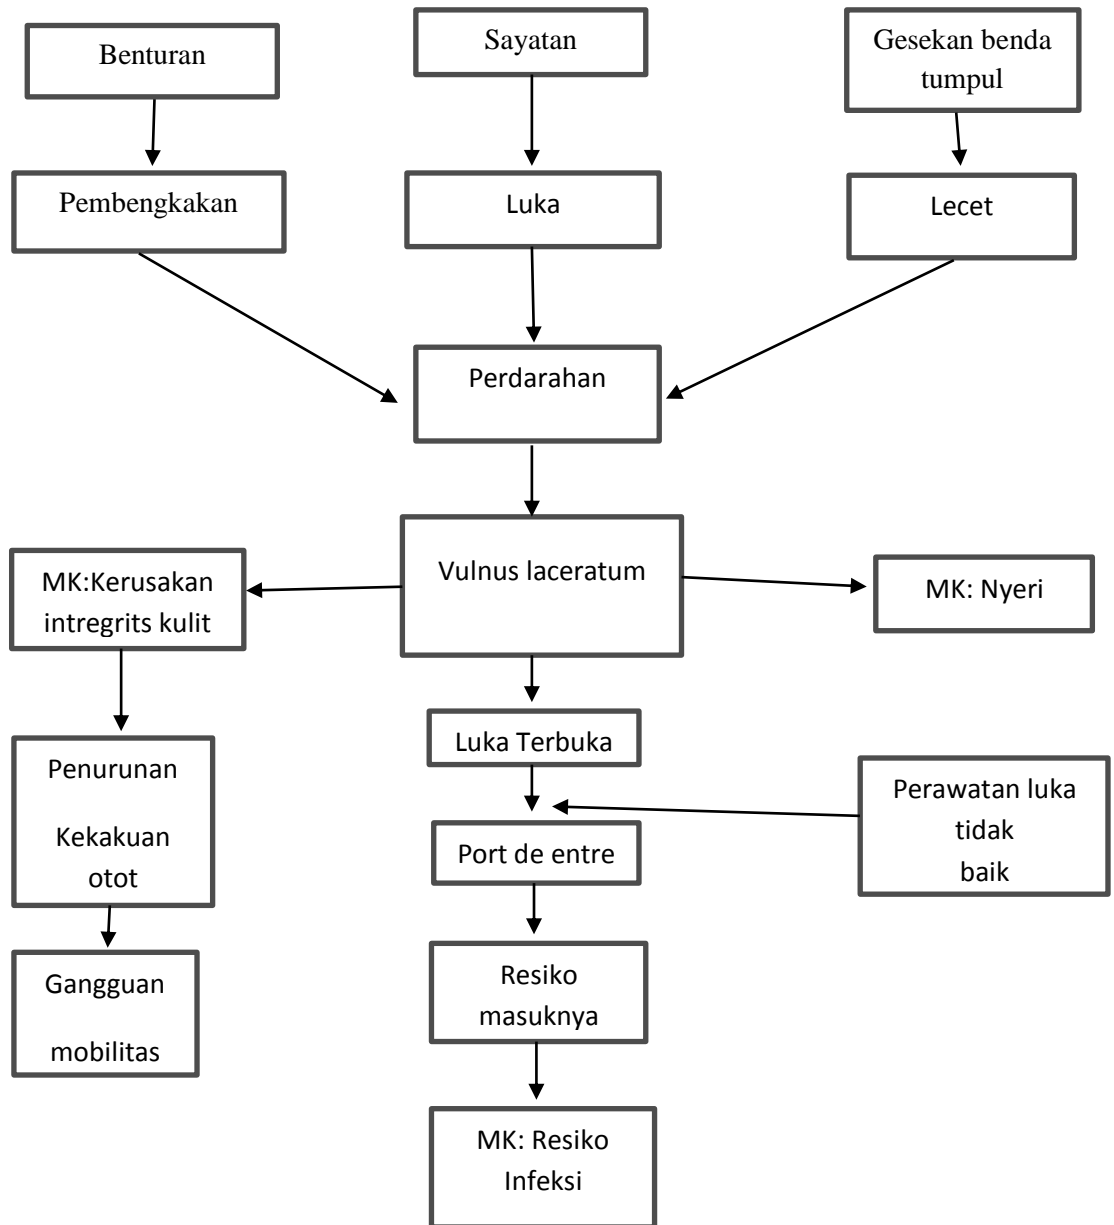 Benturan
Sayatan
Gesekan benda
tumpul
Pembengkakan
Luka
Lecet
Perdarahan
Vulnus laceratum
MK:Kerusakan
intregrits kulit
MK: Nyeri
Luka Terbuka
Penurunan
Kekakuan
otot
Perawatan luka
tidak
baik
Port de entre
Gangguan
mobilitas
Resiko
masuknya
MK: Resiko
Infeksi